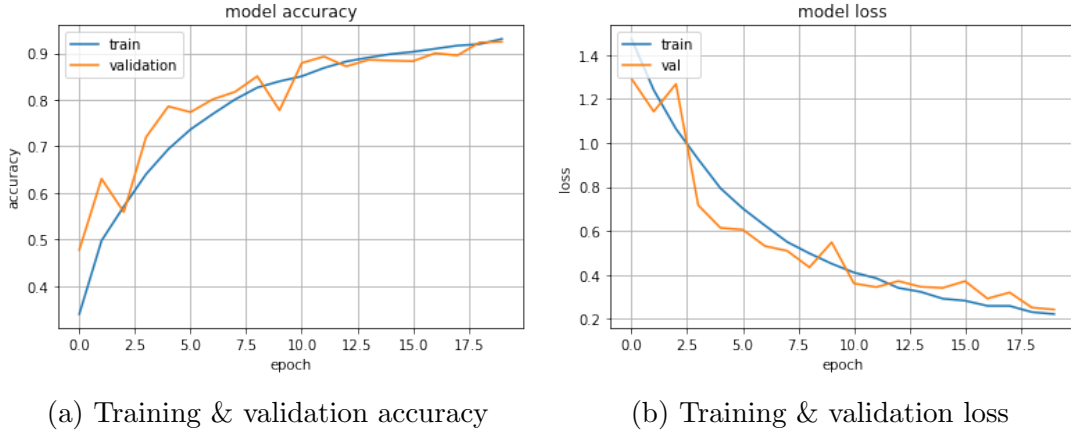 model accuracy
train
validation
0.9
0.8
0.7
0.6
0.5
0.4
accuracy
0.0 2.5 5.0 7.5 10.0 12.5 15.0 17.5
epoch
(a) Training & validation accuracy
model loss
train
val
1.4
1.2
1.0
0.8
0.6
0.4
0.2
loss
0.0 2.5 5.0 7.5 10.0 12.5 15.0 17.5
epoch
(b) Training & validation loss